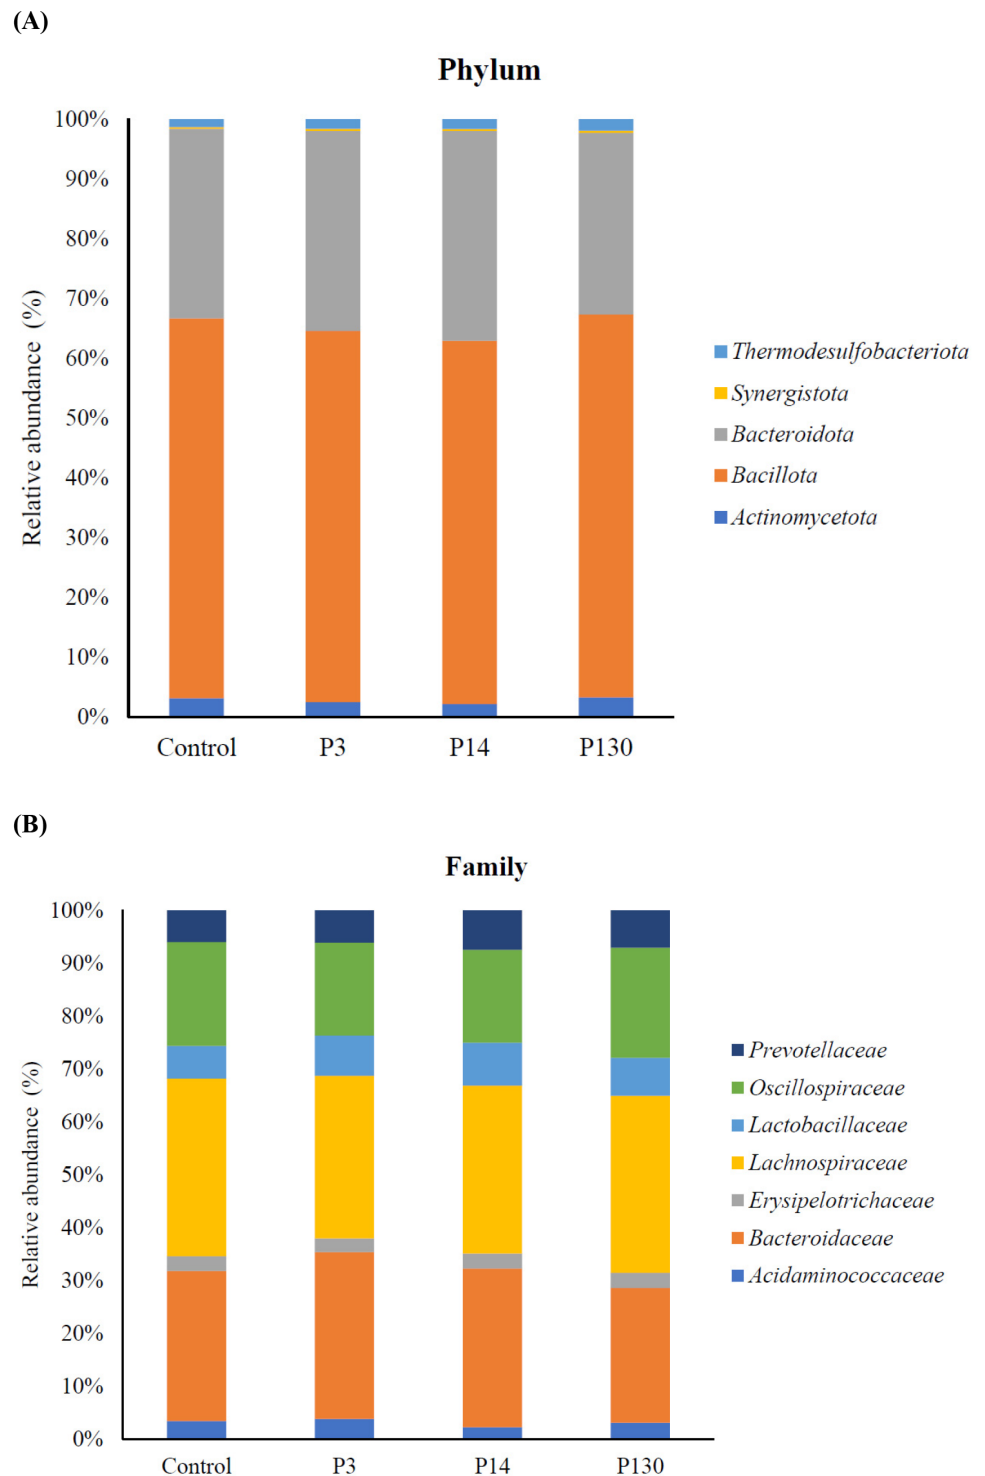 (A)
Phylum
Relative abundance (%)
100%
90%
80%
70%
60%
50%
40%
30%
20%
10%
0%
Control P3 P14 P130
Thermodesulfobacteriota
Synergistota
Bacteroidota
Bacillota
Actinomycetota
(B)
Family
Relative abundance (%)
100%
90%
80%
70%
60%
50%
40%
30%
20%
10%
0%
Control P3 P14 P130
Prevotellaceae
Oscillospiraceae
Lactobacillaceae
Lachnospiraceae
Erysipelotrichaceae
Bacteroidaceae
Acidaminococcaceae